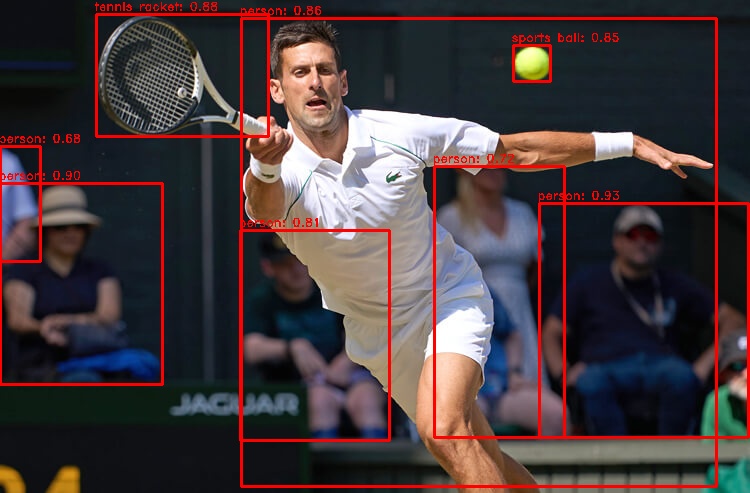 tennis racket: 0.88
person: 0.86
sports ball: 0.85
person: 0.68
person: 0.72
person: 0.90
person: 0.93
person: 0.81
JAGUAR